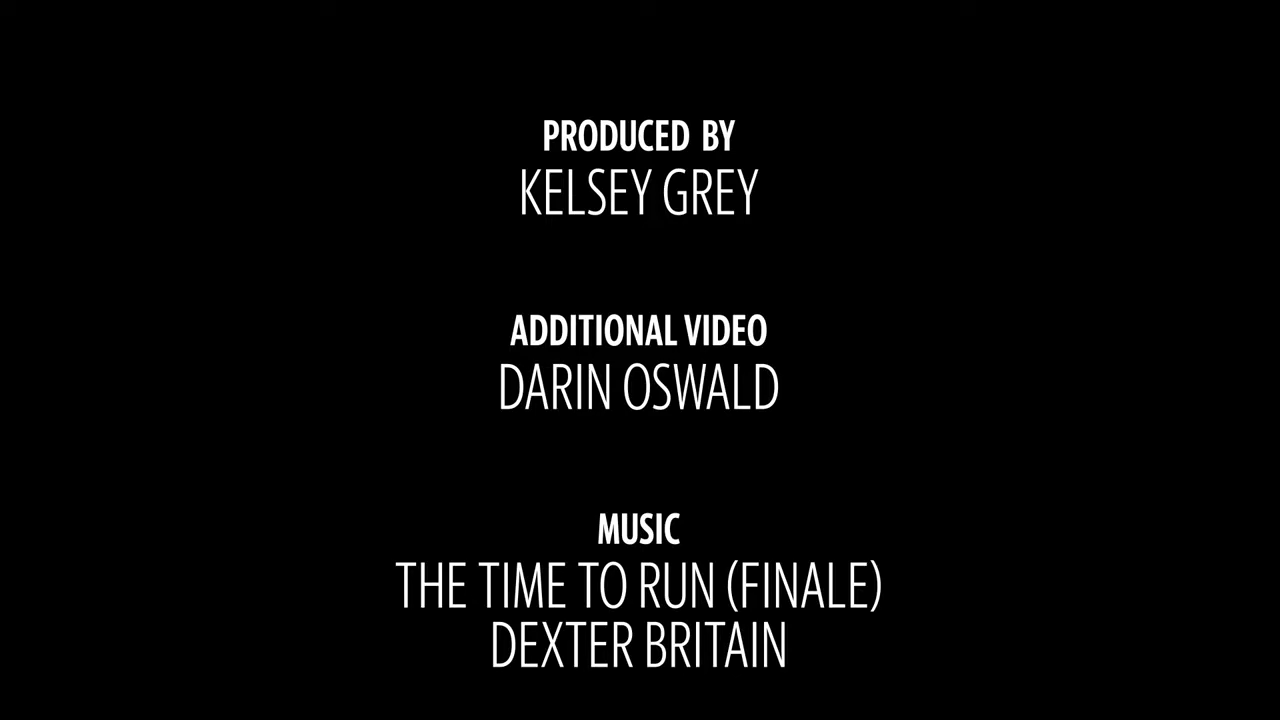 PRODUCED BY
KELSEY GREY
ADDITIONAL VIDEO
DARIN OSWALD
MUSIC
THE TIME TO RUN (FINALE)
DEXTER BRITAIN